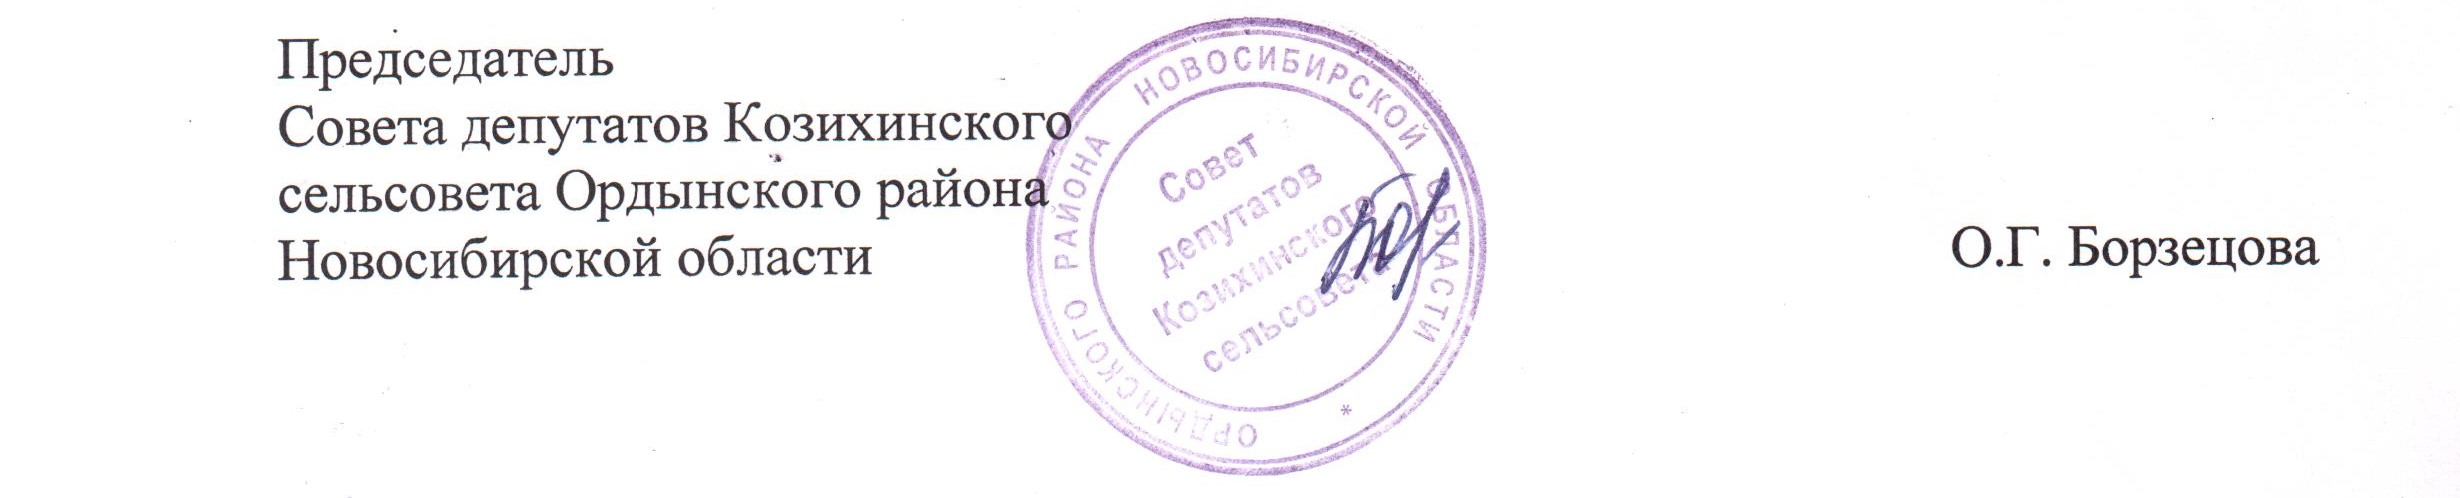 Председатель
Совета депутатов Козихинского
сельсовета Ордынского района
Новосибирской области
О.Г. Борзецова
ОРДЫНСКОГО РАЙОНА НОВОСИБИРСКОЙ ОБЛАСТИ *
Совет
депутатов
Козихинского
сельсовета